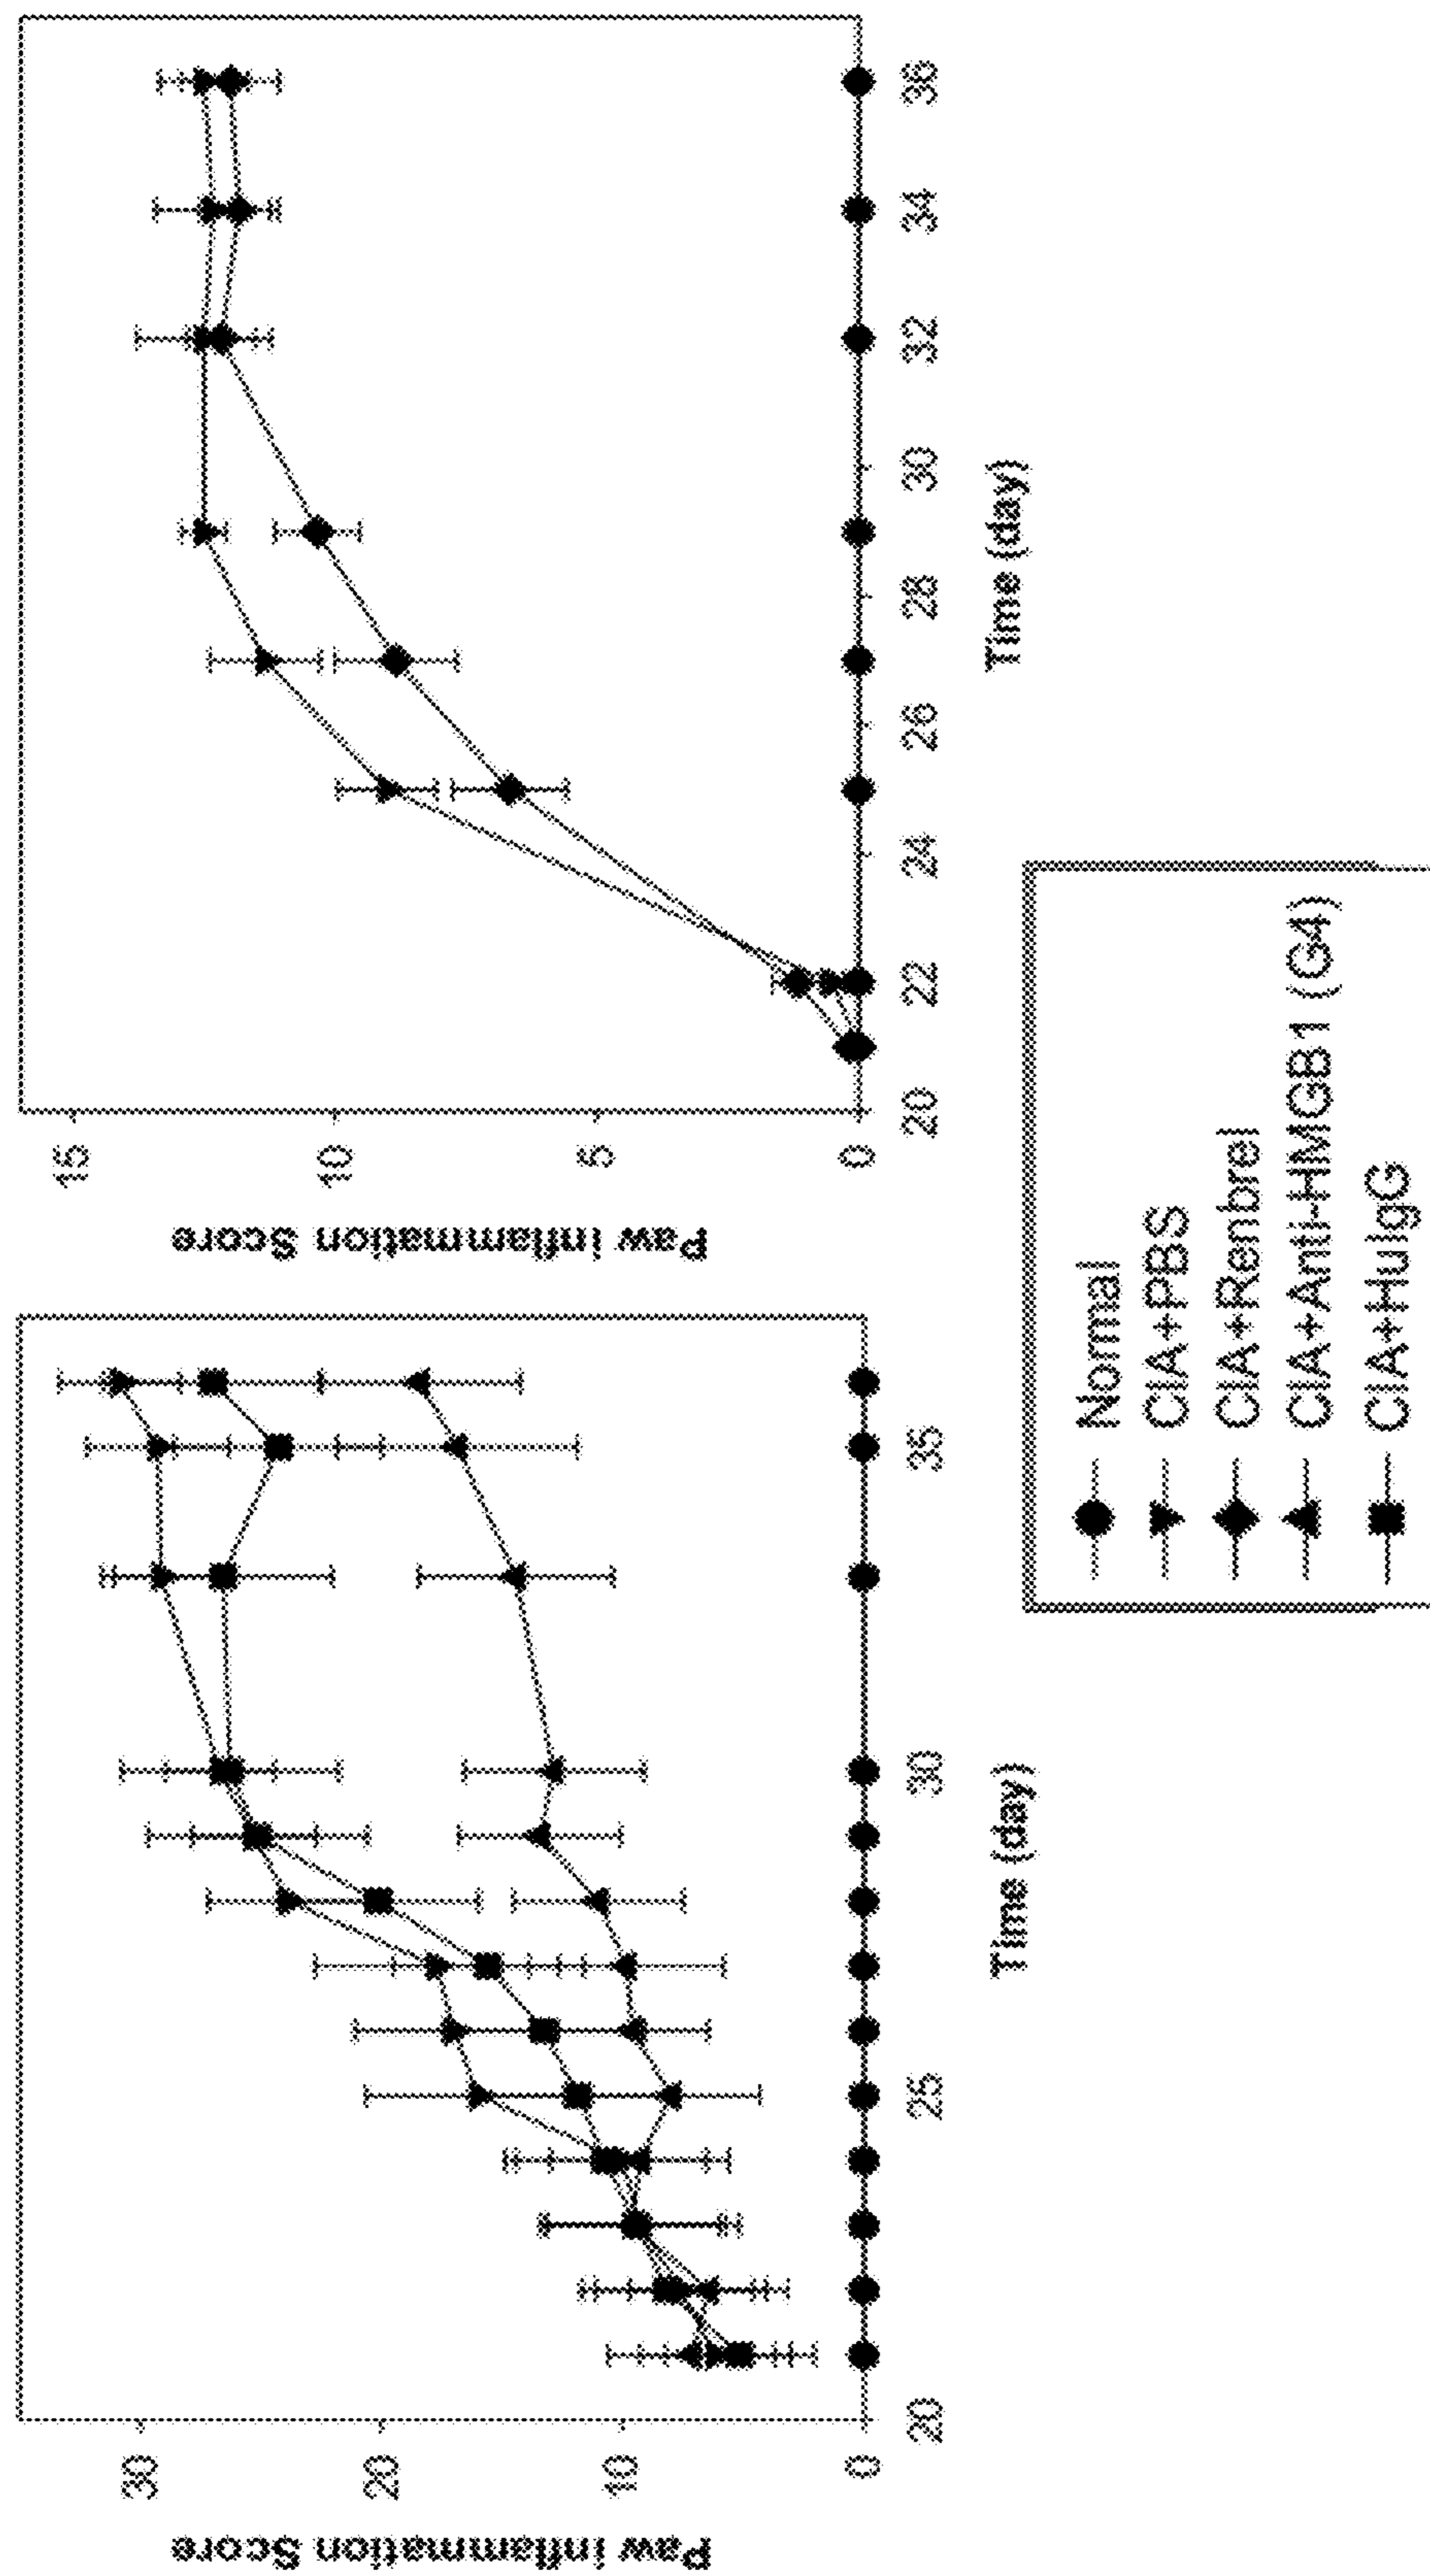 Paw inflammation Score
30
20
10
0
20
25
30
35
Time (day)
Paw inflammation Score
15
10
5
0
20
22
24
26
28
30
32
34
36
Time (day)
Normal
CIA+PBS
CIA+Renbrel
CIA+Anti-HMGB1 (G4)
CIA+HuIgG